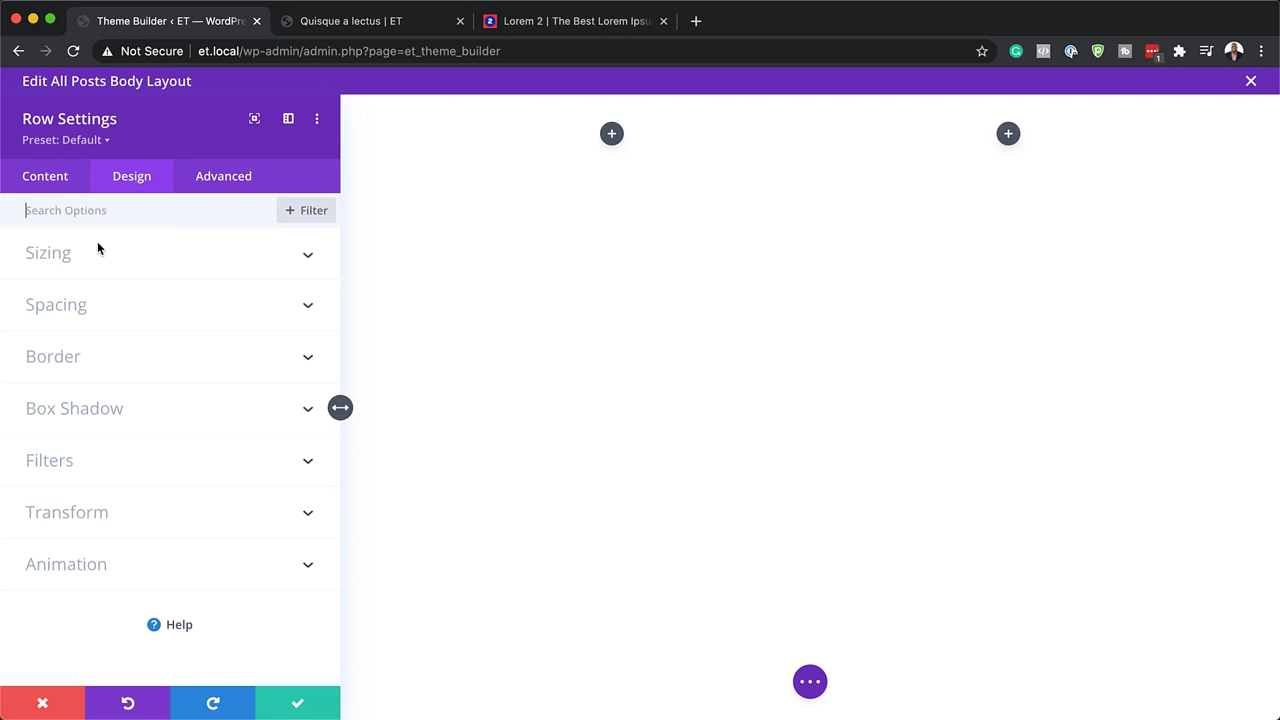 Theme Builder ‹ ET — WordPre
Quisque a lectus | ET
2
Lorem 2 | The Best Lorem Ipsu
Not Secure
et.local/wp-admin/admin.php?page=et_theme_builder
1
Edit All Posts Body Layout
Row Settings
Preset: Default
Content
Design
Advanced
Search Options
+ Filter
Sizing
Spacing
Border
Box Shadow
Filters
Transform
Animation
? Help